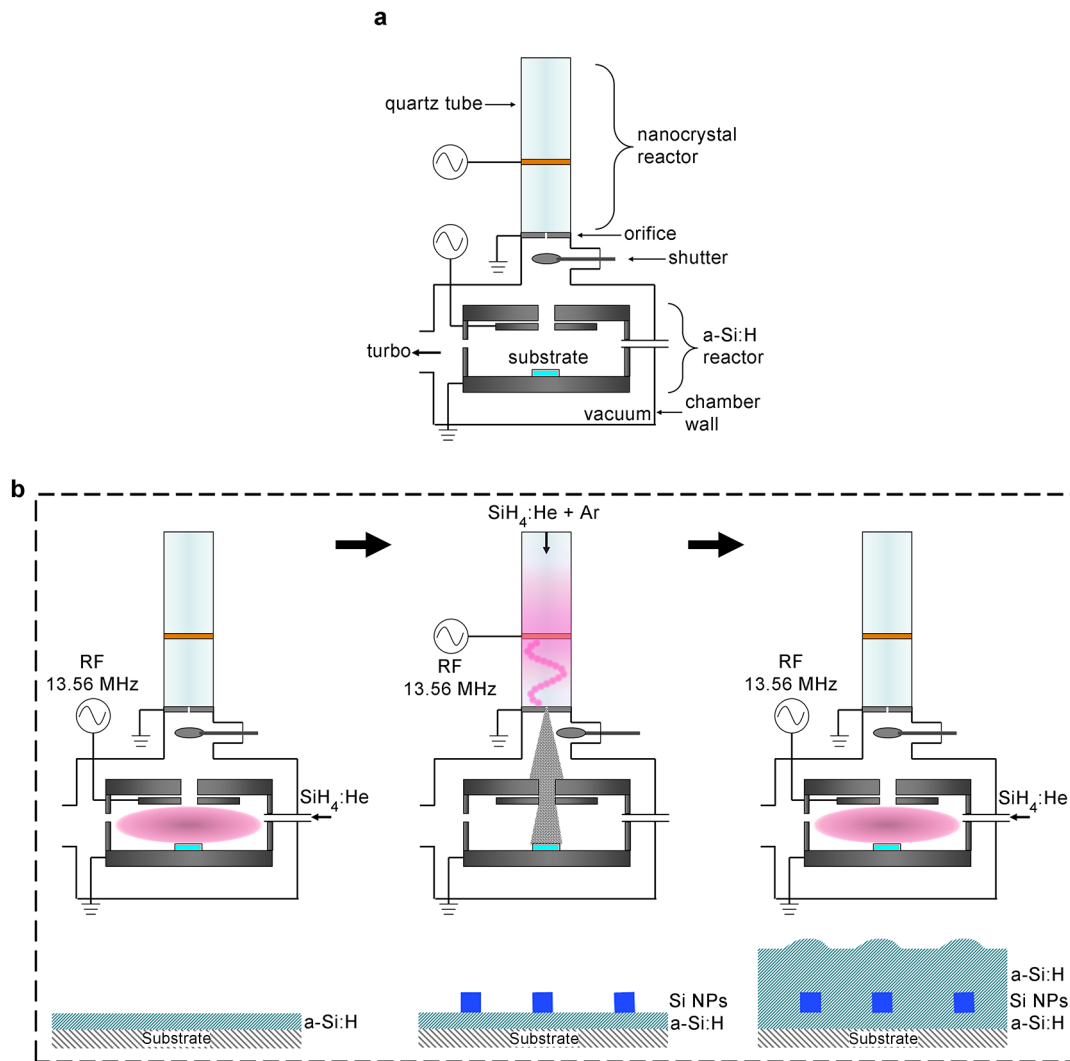 a
quartz tube
nanocrystal
reactor
orifice
shutter
a-Si:H
reactor
turbo
substrate
vacuum
chamber
wall
b
SiH4:He + Ar
RF
13.56 MHz
SiH4:He
RF
13.56 MHz
RF
13.56 MHz
SiH4:He
a-Si:H
Substrate
Si NPs
a-Si:H
Substrate
a-Si:H
Si NPs
a-Si:H
Substrate